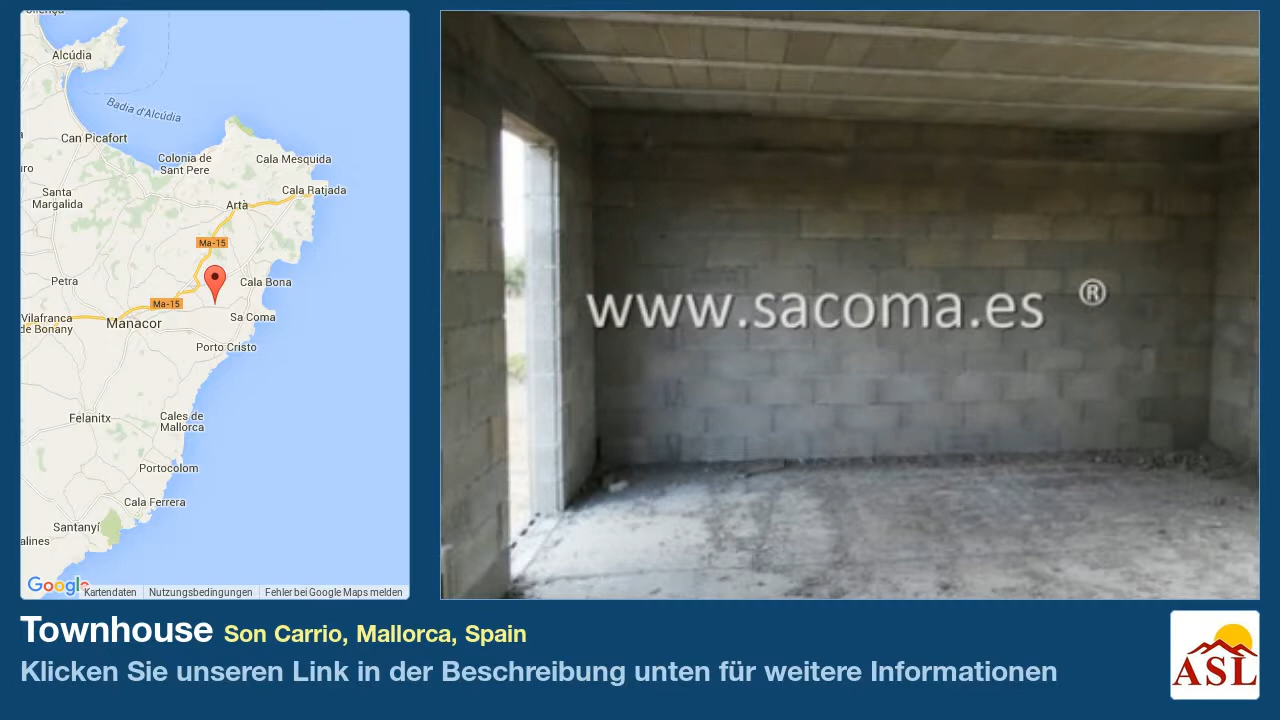 Alcúdia
Badia d'Alcúdia
Can Picafort
Colonia de
Sant Pere
Cala Mesquida
Santa
Margalida
Cala Ratjada
Artà
Ma-15
Petra
Cala Bona
Ma-15
Vilafranca
de Bonany
Manacor
Sa Coma
Porto Cristo
Felanitx
Cales de
Mallorca
Portocolom
Cala Ferrera
Santanyí
alines
Google
Kartendaten
Nutzungsbedingungen
Fehler bei Google Maps melden
www.sacoma.es ®
Townhouse Son Carrio, Mallorca, Spain
Klicken Sie unseren Link in der Beschreibung unten für weitere Informationen
ASL